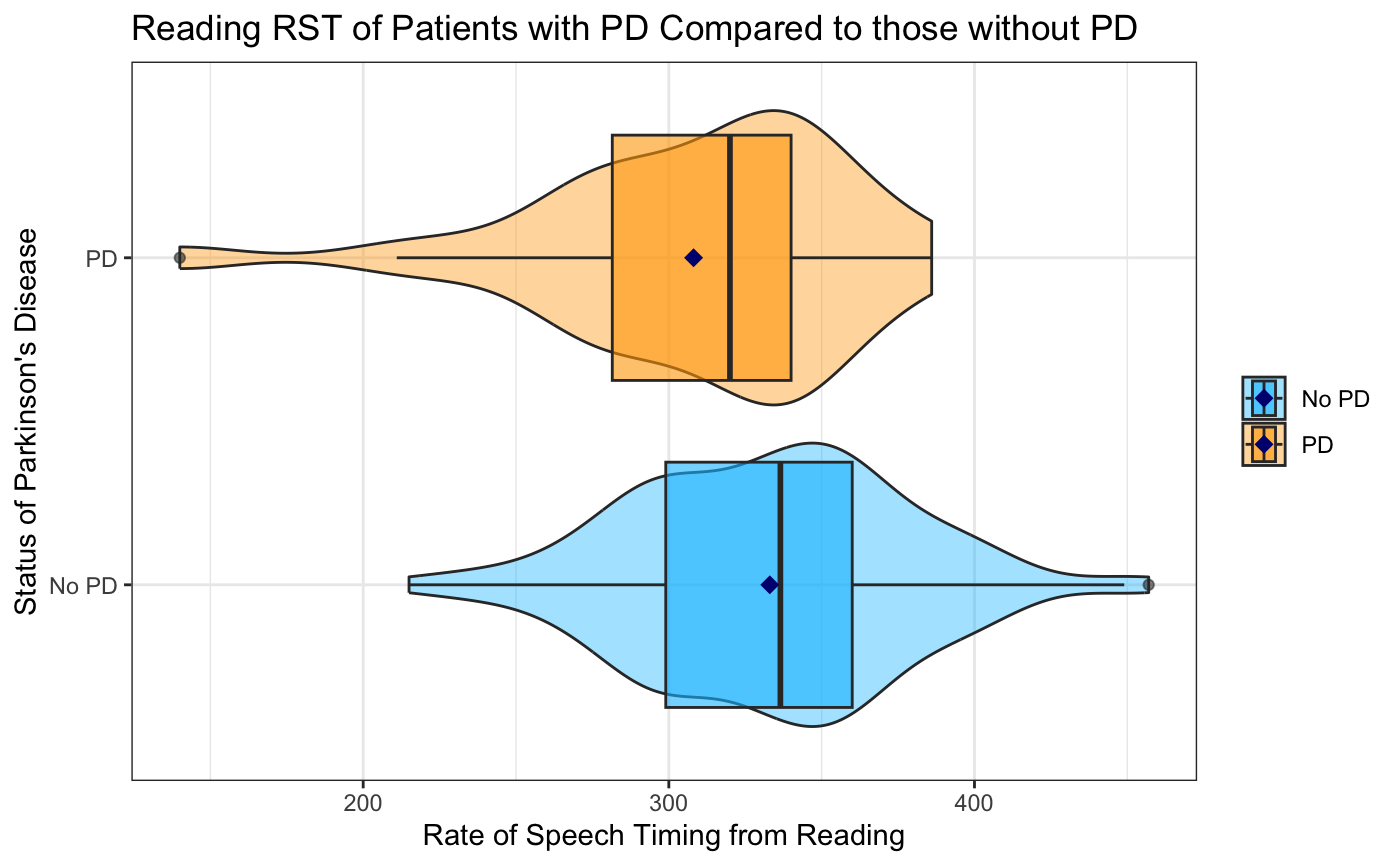 Reading RST of Patients with PD Compared to those without PD
Status of Parkinson's Disease
PD
No PD
200
300
400
Rate of Speech Timing from Reading
No PD
PD